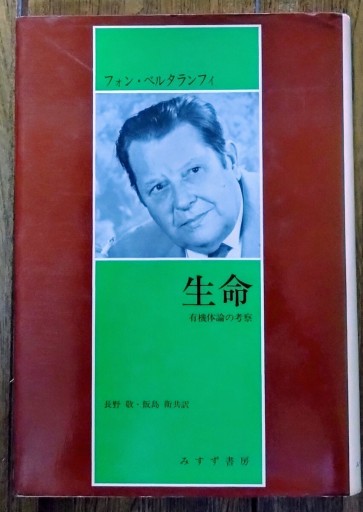 フォン・ベルタランフィ
生命
有機体論の考察
長野 敬・飯島 衛共訳
みすず書房